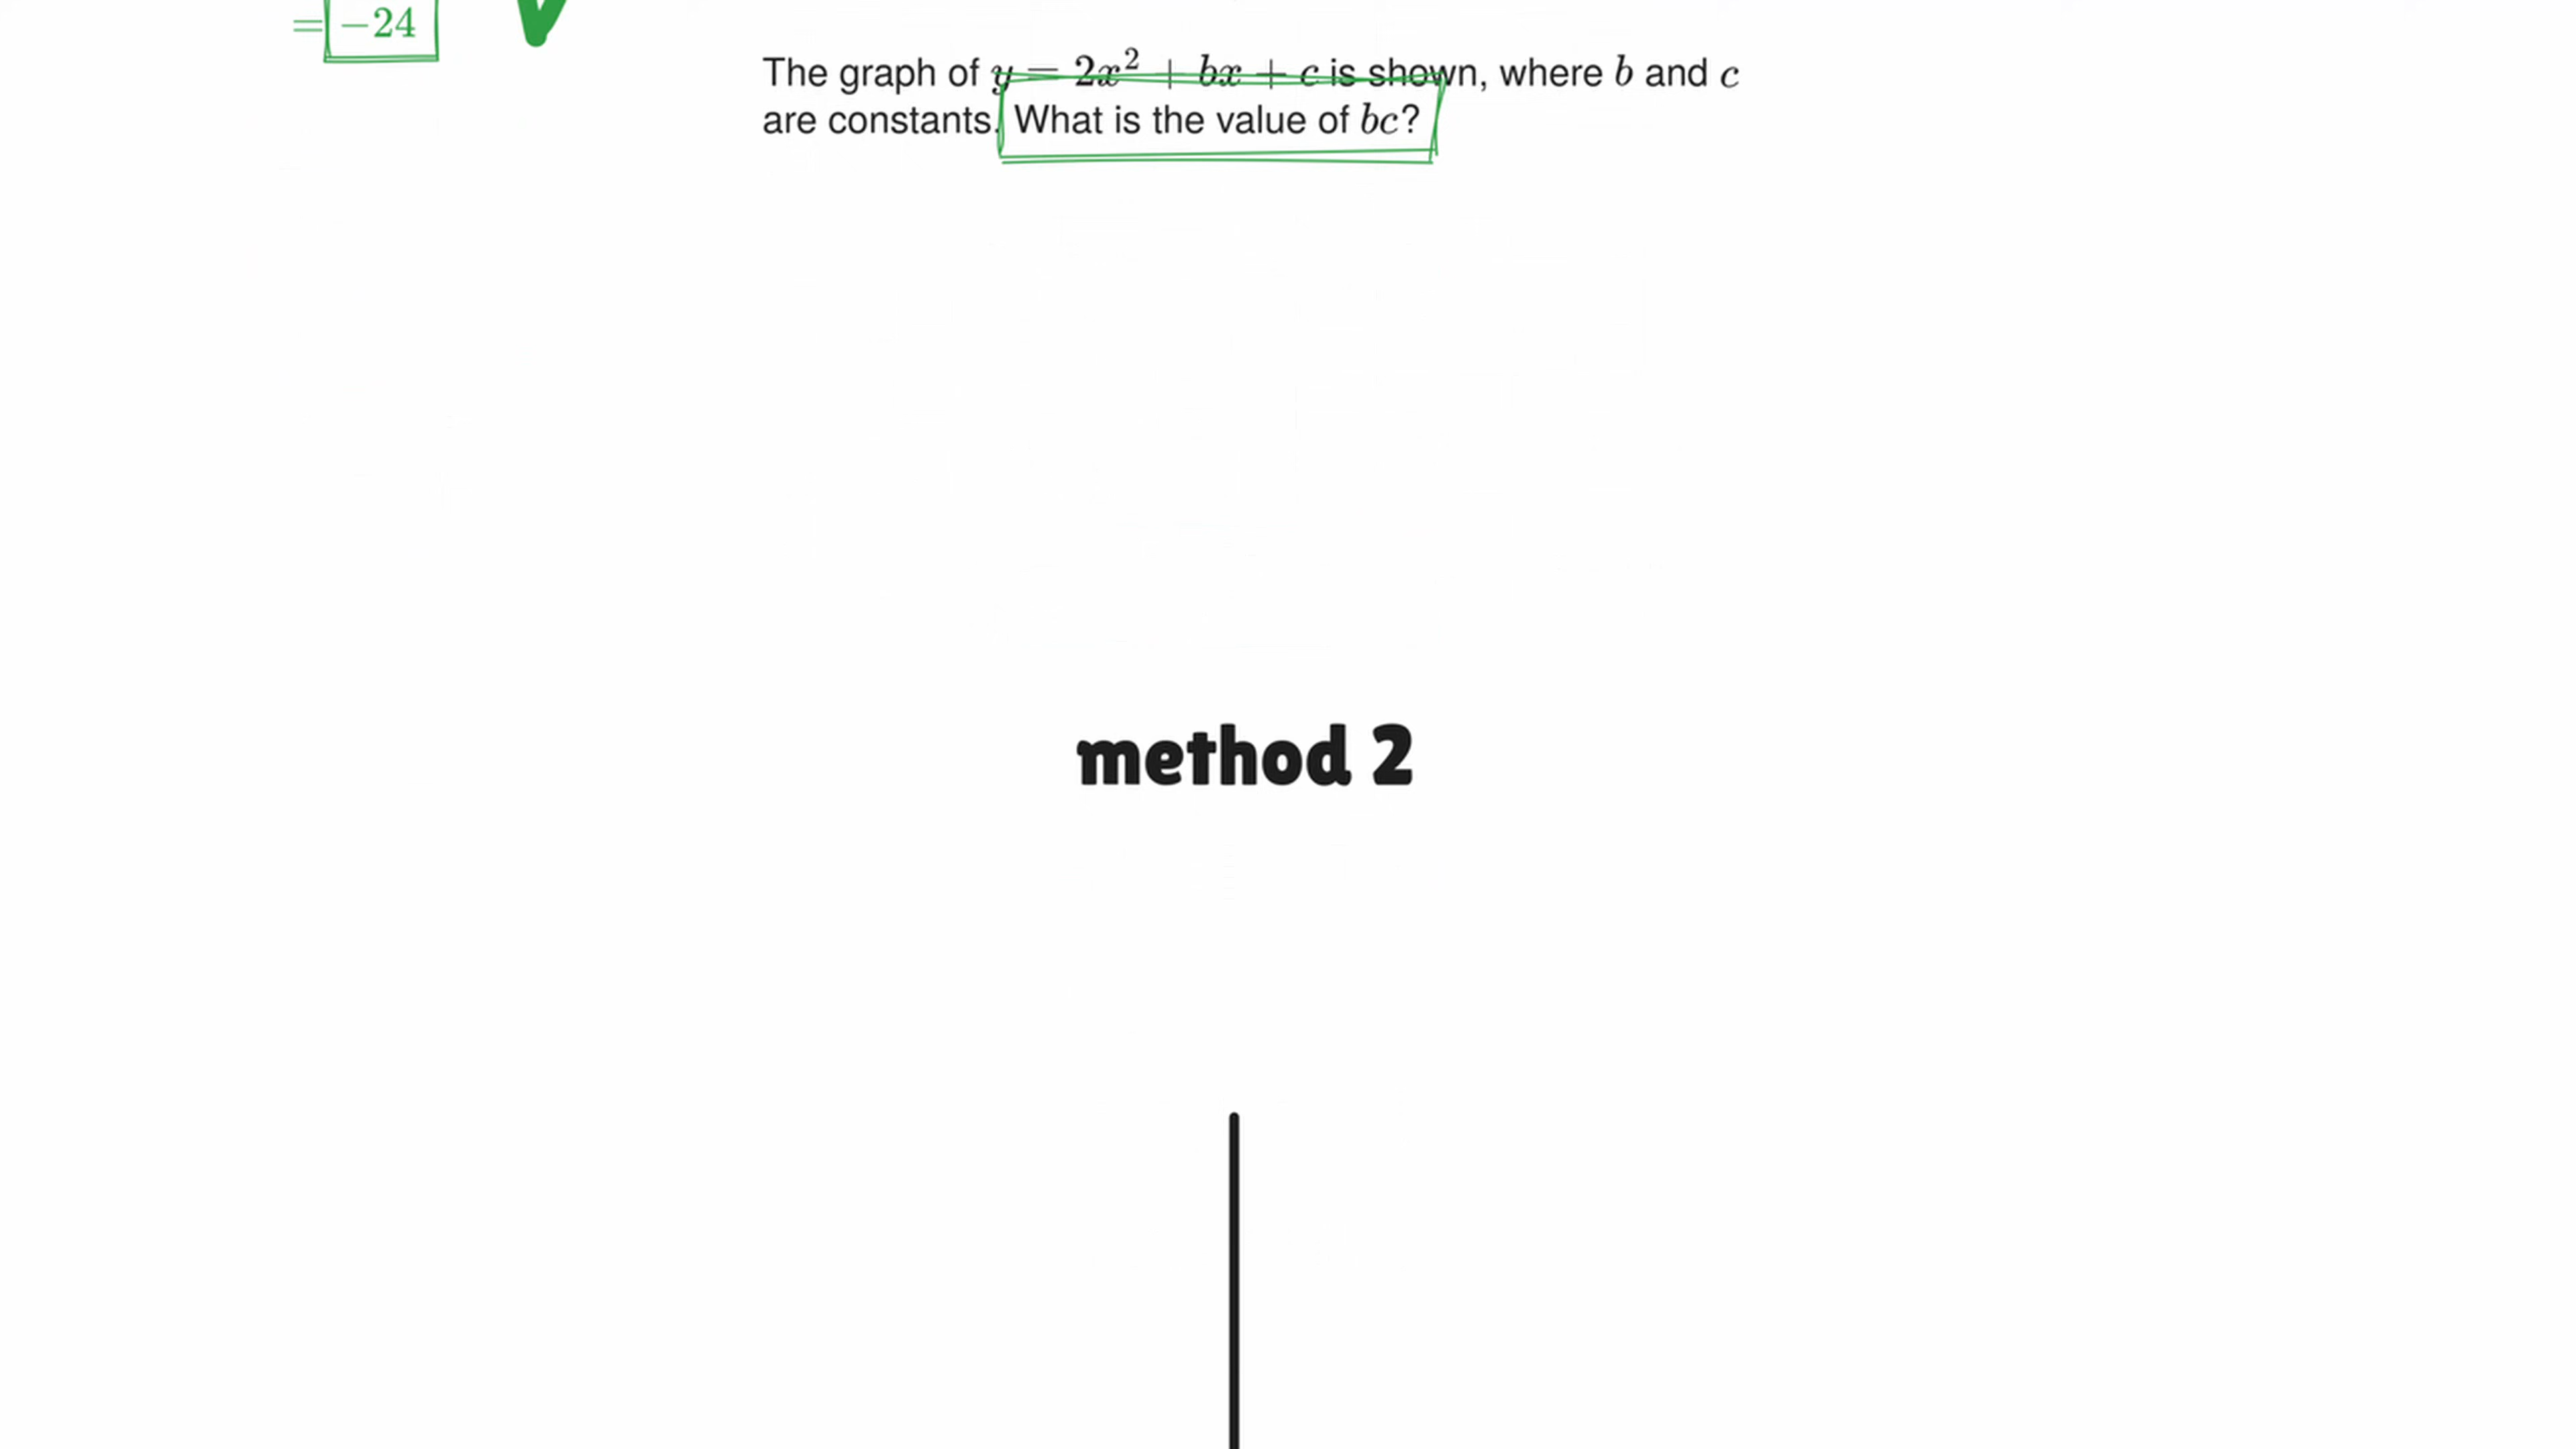 = −24
The graph of y = 2x² + bx + c is shown, where b and c
are constants. What is the value of bc?
method 2